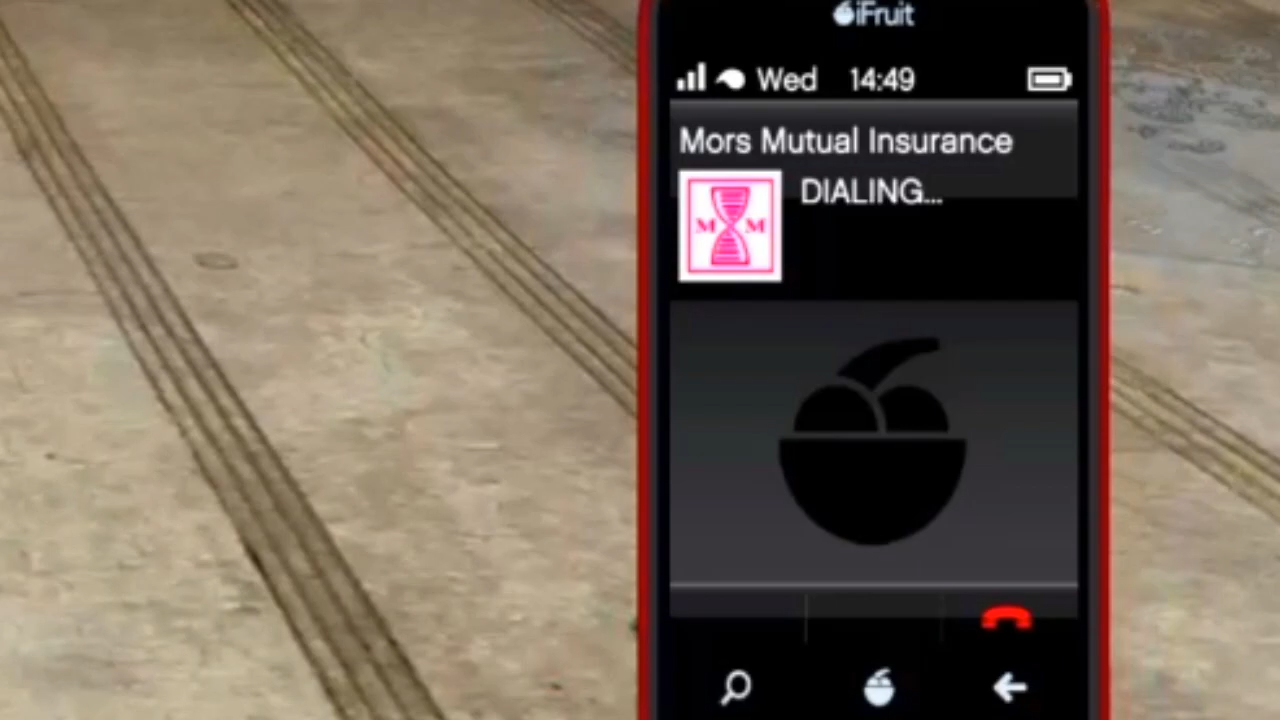 iFruit
Wed 14:49
Mors Mutual Insurance
DIALING...
M M